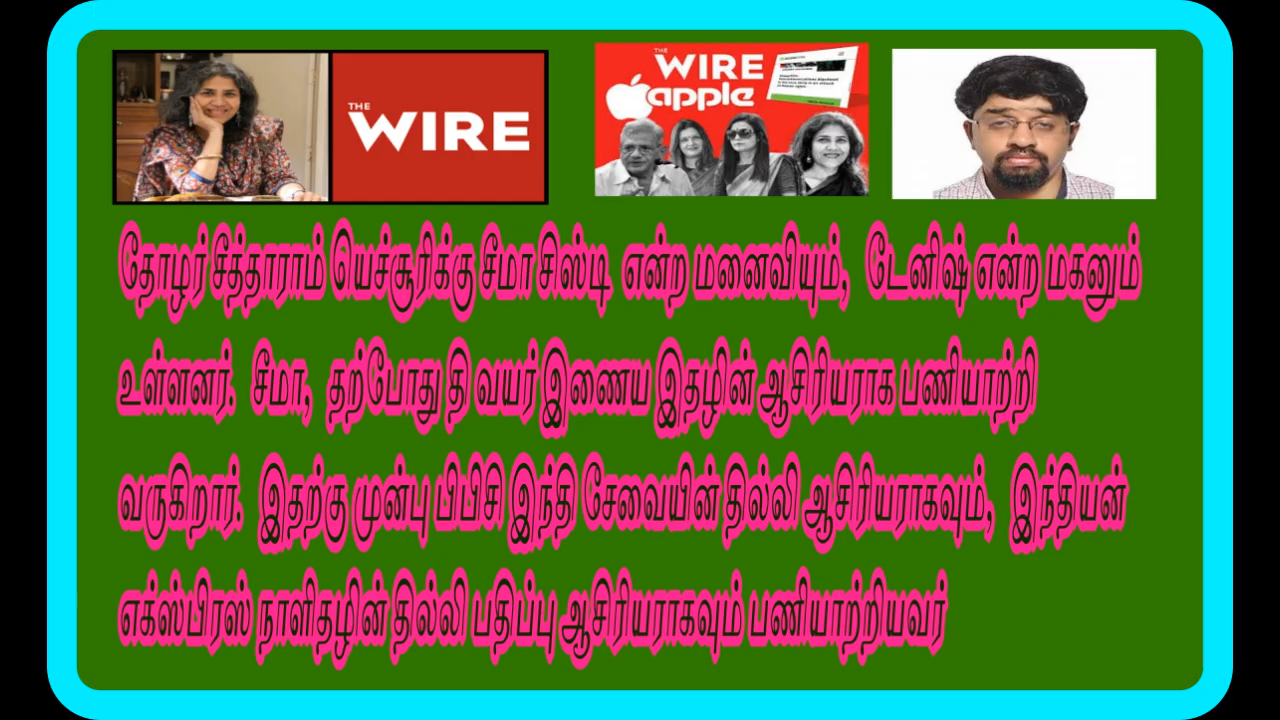 THE
WIRE
THE
WIRE
apple
தோழர் சீத்தாராம் யெச்சூரிக்கு சீமா சிஸ்டி என்ற மனைவியும், டேனிஷ் என்ற மகனும்
உள்ளனர். சீமா, தற்போது தி வயர் இணைய இதழின் ஆசிரியராக பணியாற்றி
வருகிறார். இதற்கு முன்பு பிபிசி இந்தி சேவையின் தில்லி ஆசிரியராகவும், இந்தியன்
எக்ஸ்பிரஸ் நாளிதழின் தில்லி பதிப்பு ஆசிரியராகவும் பணியாற்றியவர்